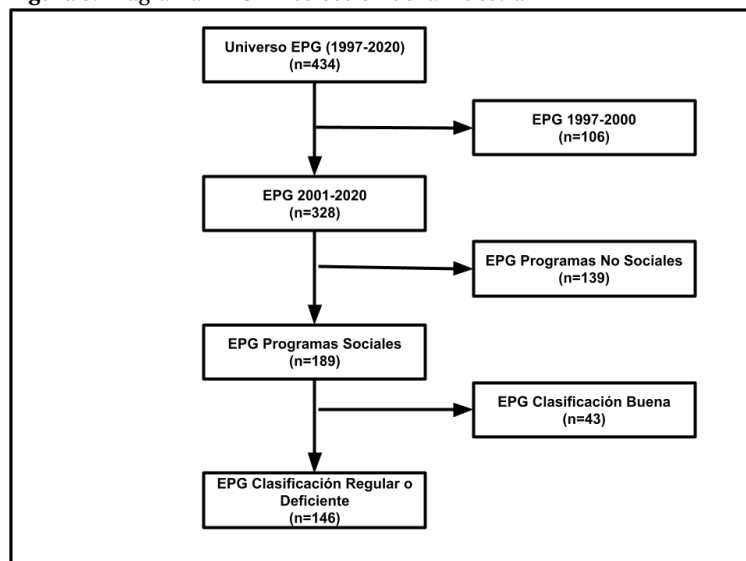 Universo EPG (1997-2020)
(n=434)
EPG 1997-2000
(n=106)
EPG 2001-2020
(n=328)
EPG Programas No Sociales
(n=139)
EPG Programas Sociales
(n=189)
EPG Clasificación Buena
(n=43)
EPG Clasificación Regular o
Deficiente
(n=146)